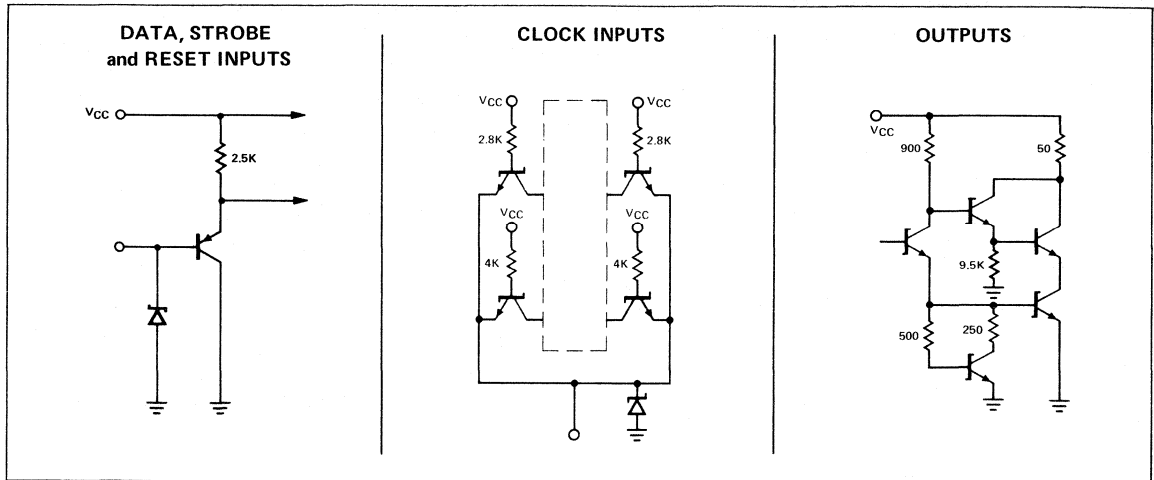 DATA, STROBE
and RESET INPUTS
VCC
2.5K
CLOCK INPUTS
VCC
VCC
2.8K
2.8K
VCC
VCC
4K
4K
OUTPUTS
VCC
900
50
9.5K
500
250